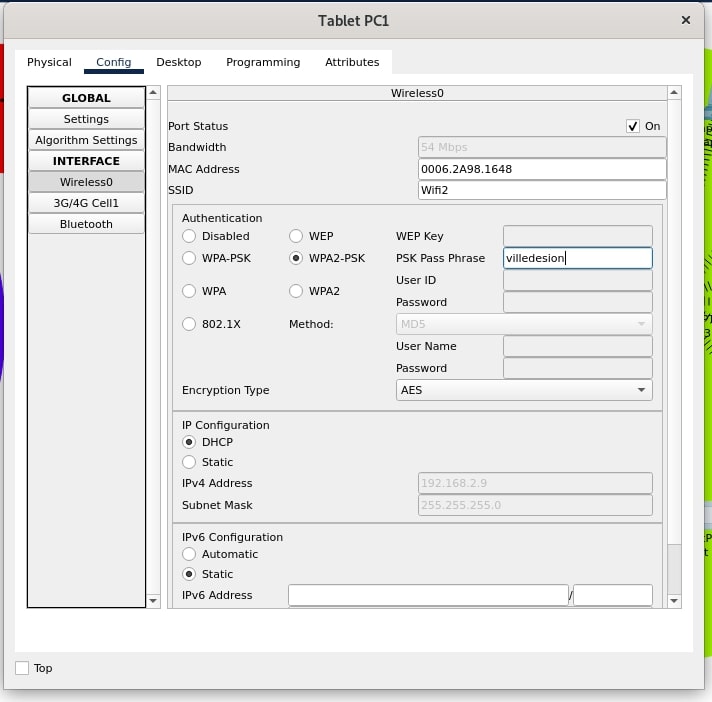 Tablet PC1
Physical Config Desktop Programming Attributes
GLOBAL
Settings
Algorithm Settings
INTERFACE
Wireless0
3G/4G Cell1
Bluetooth
Wireless0
Port Status On
Bandwidth 54 Mbps
MAC Address 0006.2A98.1648
SSID Wifi2
Authentication
Disabled WEP WEP Key
WPA-PSK WPA2-PSK PSK Pass Phrase villedesion
User ID
WPA WPA2
Password
802.1X Method: MD5
User Name
Password
Encryption Type AES
IP Configuration
DHCP
Static
IPv4 Address 192.168.2.9
Subnet Mask 255.255.255.0
IPv6 Configuration
Automatic
Static
IPv6 Address /
Top